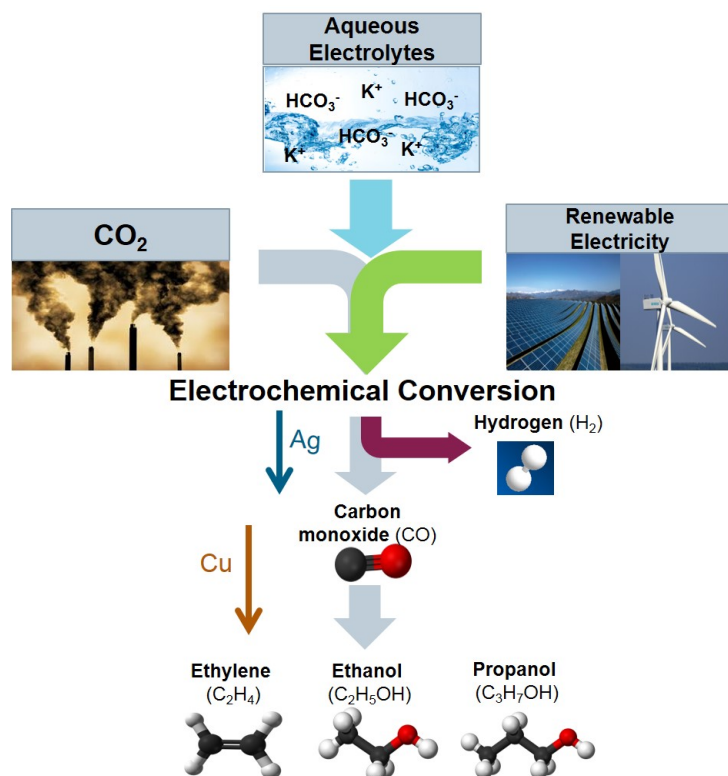 Aqueous
Electrolytes
K⁺
HCO₃⁻
HCO₃⁻
HCO₃⁻
K⁺
K⁺
CO₂
Renewable
Electricity
Electrochemical Conversion
Ag
Hydrogen (H₂)
Carbon
monoxide (CO)
Cu
Ethylene
(C₂H₄)
Ethanol
(C₂H₅OH)
Propanol
(C₃H₇OH)